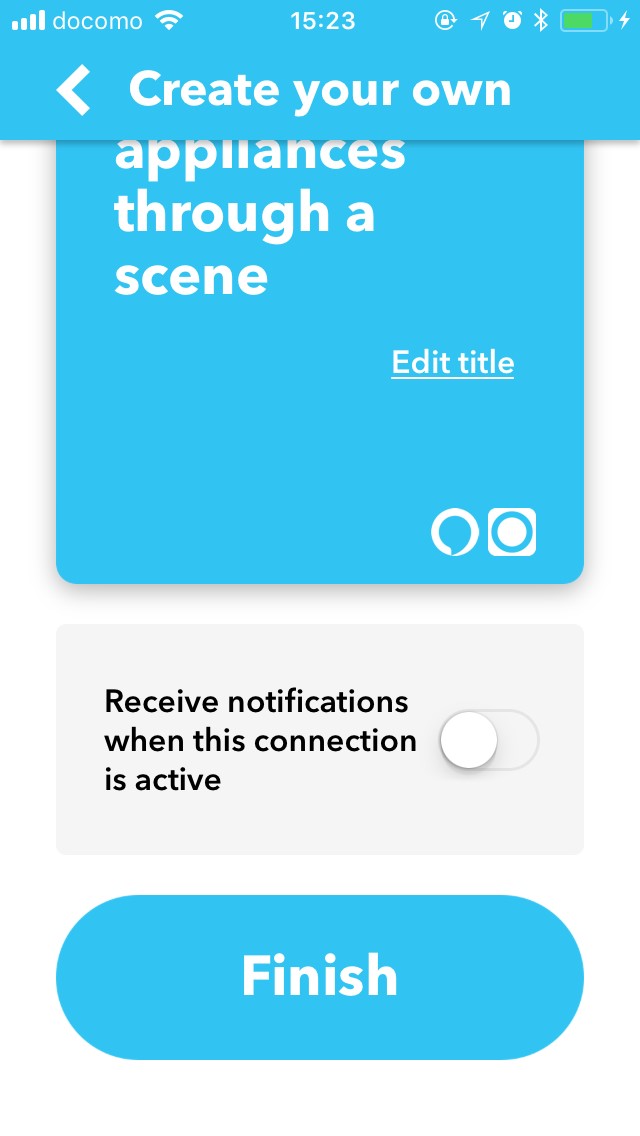 docomo 15:23
Create your own
appliances
through a
scene
Edit title
Receive notifications
when this connection
is active
Finish